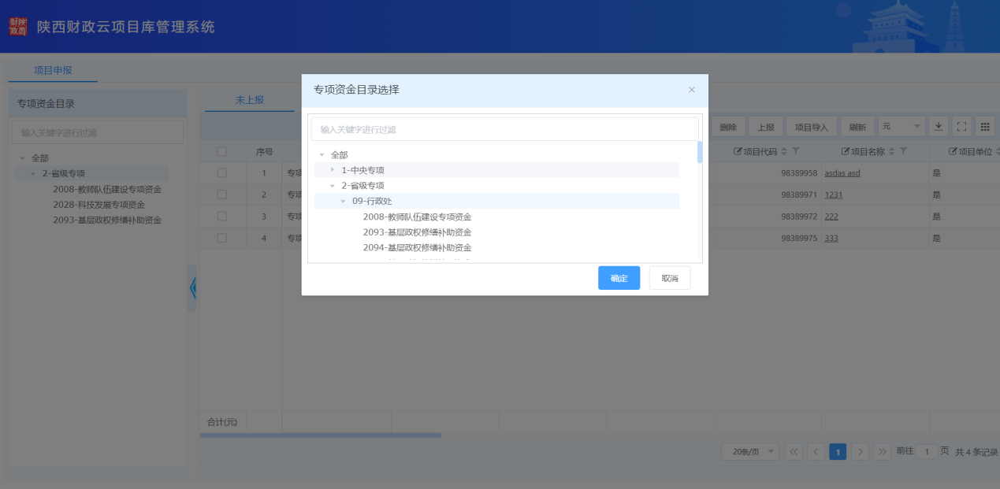 财陕
政西
陕西财政云项目库管理系统
项目申报
专项资金目录
输入关键字进行过滤
全部
2-省级专项
2008-教师队伍建设专项资金
2028-科技发展专项资金
2093-基层政权修缮补助资金
未上报
删除
上报
项目导入
刷新
元
序号
项目代码
项目名称
项目单位
1
专项
98389958
asdas asd
是
2
专项
98389971
1231
是
3
专项
98389972
222
是
4
专项
98389975
333
是
合计(元)
20条/页
1
前往
1
页
共 4 条记录
专项资金目录选择
输入关键字进行过滤
全部
1-中央专项
2-省级专项
09-行政处
2008-教师队伍建设专项资金
2093-基层政权修缮补助资金
2094-基层政权修缮补助资金
确定
取消